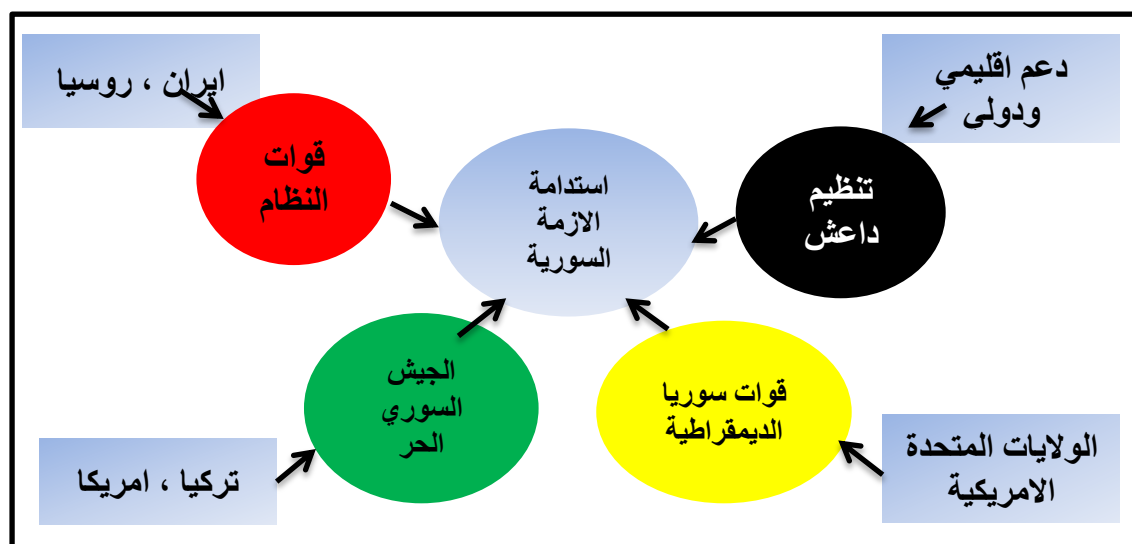 دعم اقليمي
ودولى
ايران ، روسيا
قوات
النظام
استدامة
الازمة
السورية
تنظيم
داعش
الجيش
السوري
الحر
قوات سوريا
الديمقراطية
الولايات المتحدة
الامريكية
تركيا ، امريكا